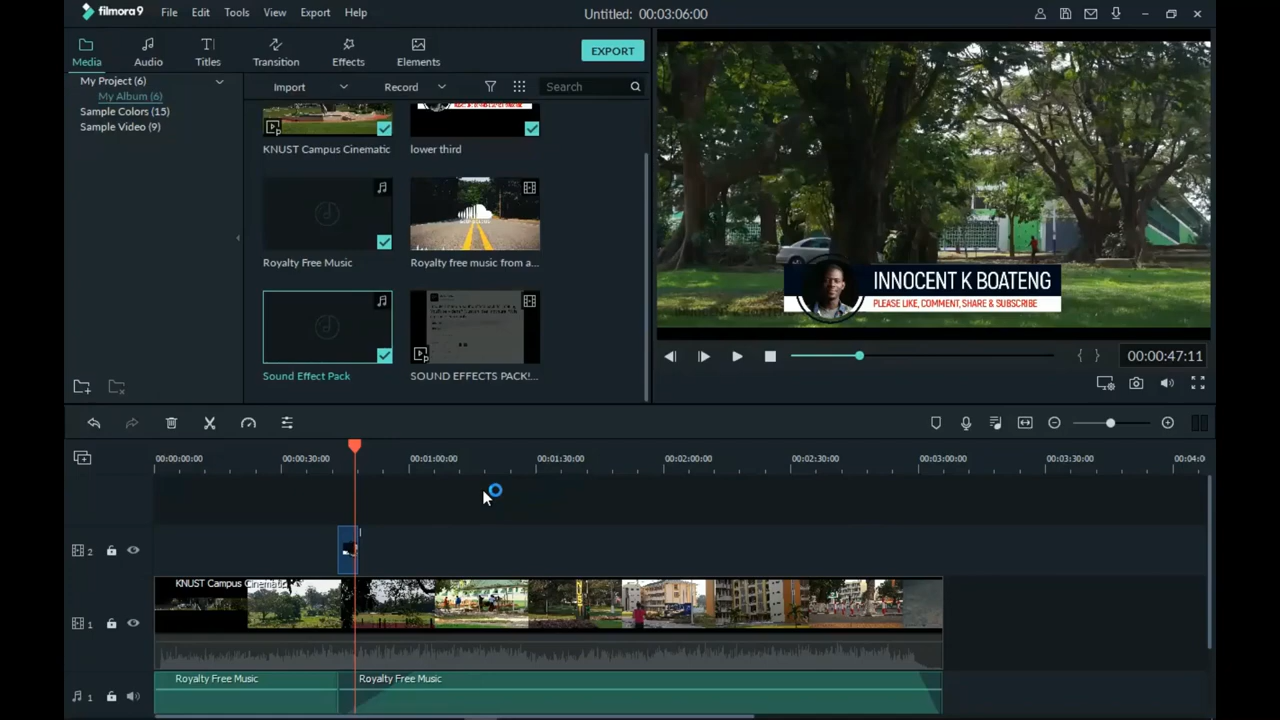 filmora9 File Edit Tools View Export Help Untitled: 00:03:06:00
Media Audio Titles Transition Effects Elements EXPORT
My Project (6)
My Album (6)
Sample Colors (15)
Sample Video (9)
Import Record Search
KNUST Campus Cinematic lower third
Royalty Free Music Royalty free music from a...
Sound Effect Pack SOUND EFFECTS PACK!...
INNOCENT K BOATENG
PLEASE LIKE, COMMENT, SHARE & SUBSCRIBE
00:00:47:11
00:00:00:00 00:00:30:00 00:01:00:00 00:01:30:00 00:02:00:00 00:02:30:00 00:03:00:00 00:03:30:00 00:04:0
2
KNUST Campus Cinematic
1
Royalty Free Music Royalty Free Music
1